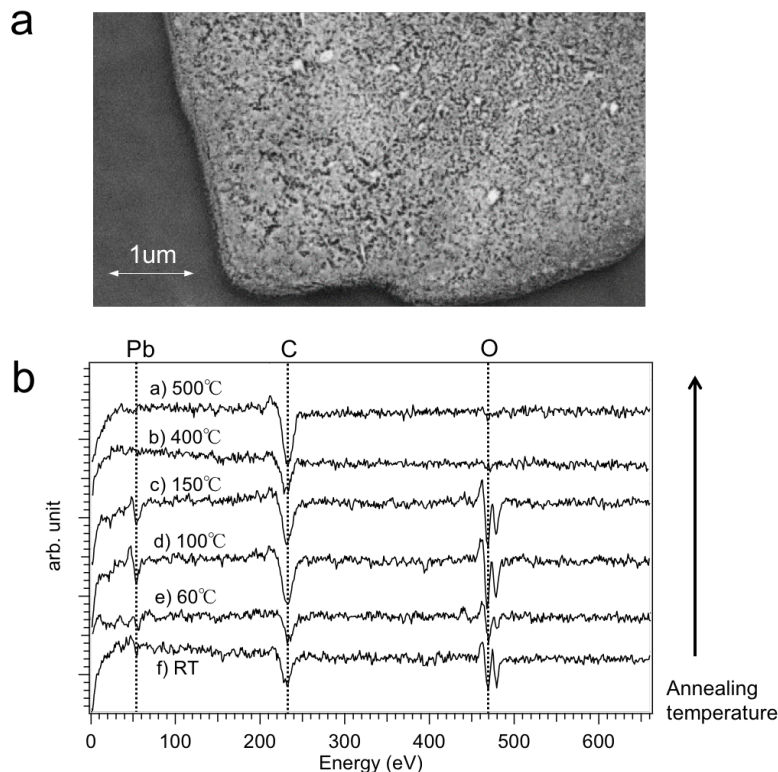 a
1um
Pb C O
b
a) 500℃
b) 400℃
c) 150℃
d) 100℃
e) 60℃
f) RT
arb. unit
0 100 200 300 400 500 600
Energy (eV)
Annealing
temperature